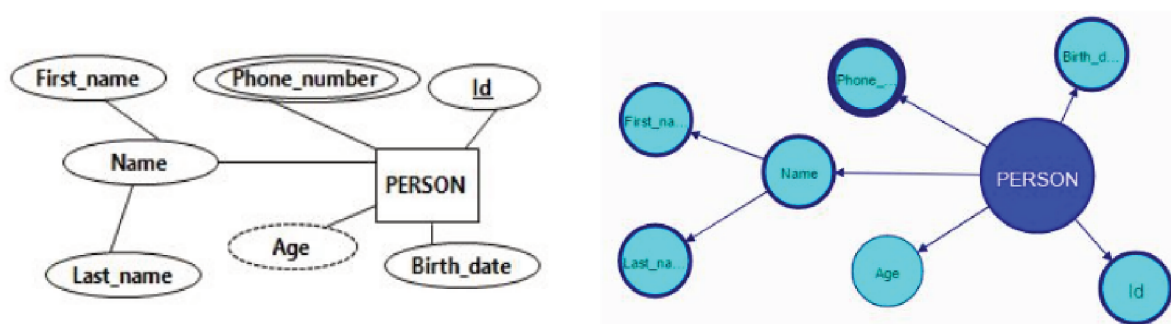 First_name
Phone_number
Id
Name
PERSON
Age
Last_name
Birth_date
Birth_d...
Phone_...
First_na...
Name
PERSON
Last_na...
Age
Id